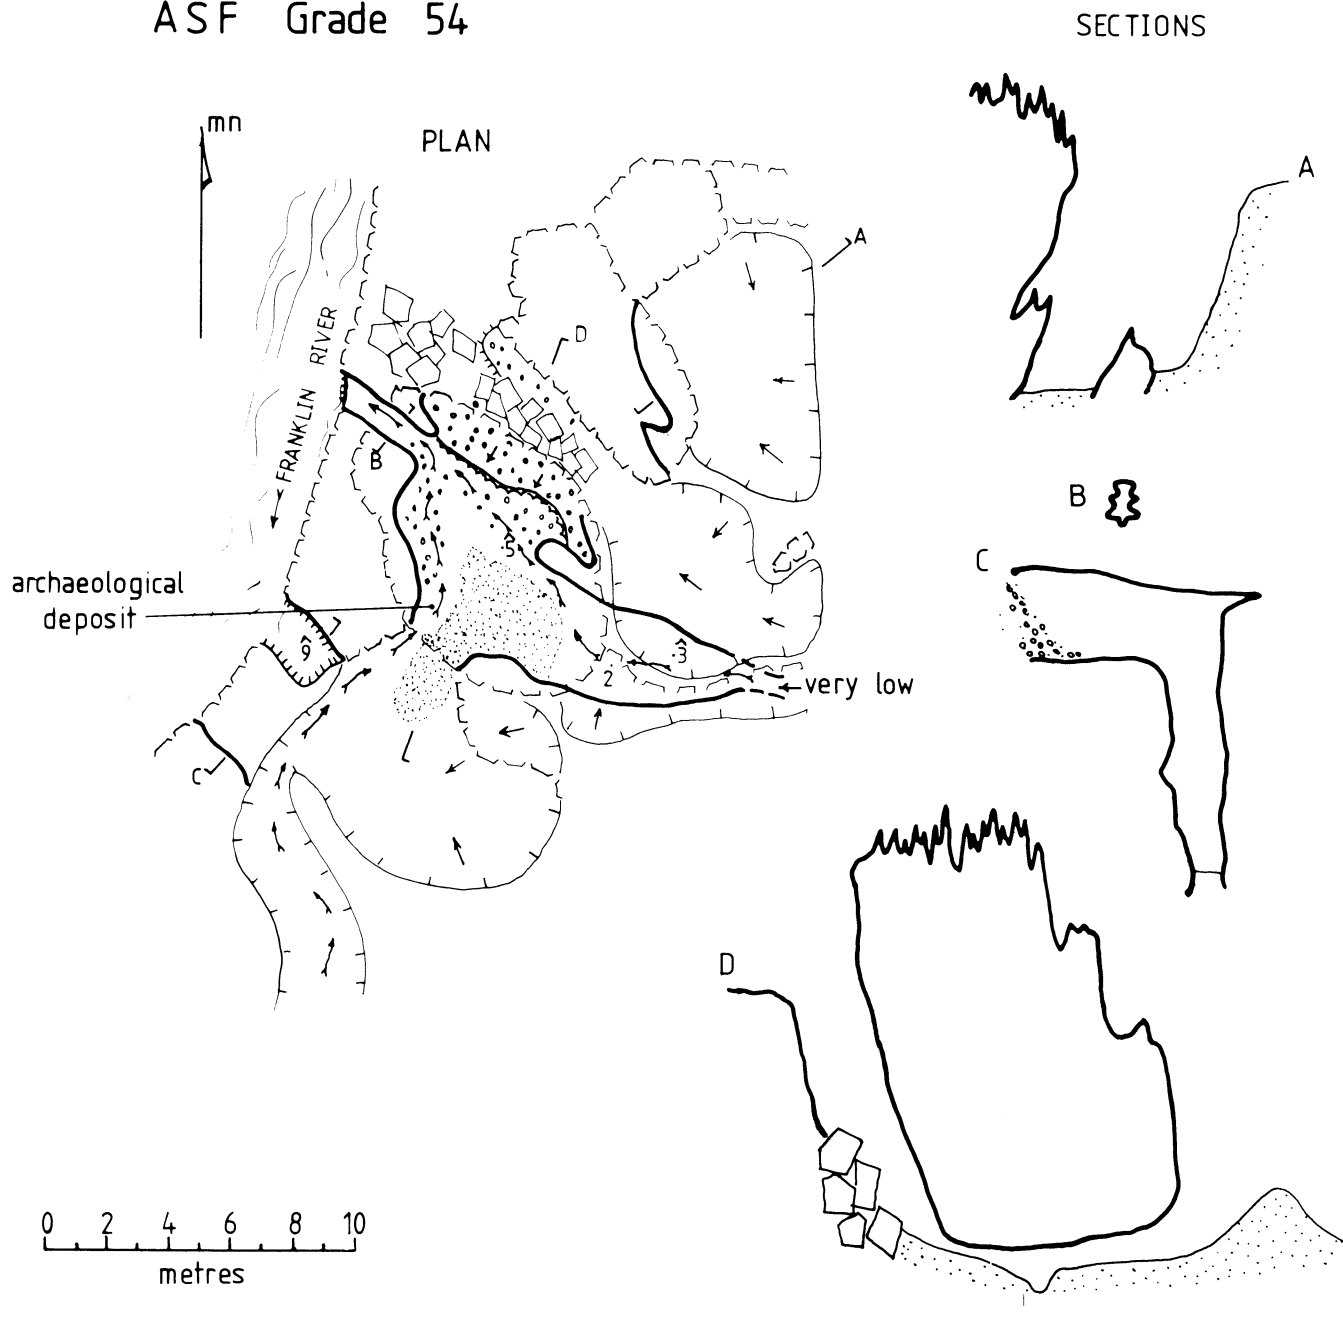 ASF Grade 54
SECTIONS
mn
PLAN
A
A
D
FRANKLIN RIVER
B
B
5
C
archaeological
deposit
9
3
2
very low
C
D
0 2 4 6 8 10
metres